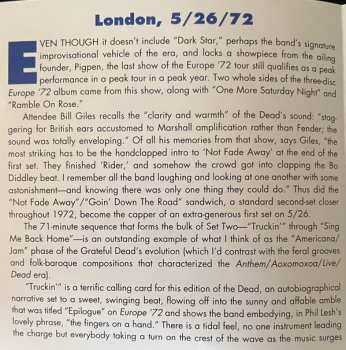 London, 5/26/72
EVEN THOUGH it doesn't include "Dark Star," perhaps the band's signature
improvisational vehicle of the era, and lacks a showpiece from the ailing
founder, Pigpen, the last show of the Europe '72 tour still qualifies as a peak
performance in a peak tour in a peak year. Two whole sides of the three-disc
Europe '72 album came from this show, along with "One More Saturday Night" and
"Ramble On Rose."
Attendee Bill Giles recalls the "clarity and warmth" of the Dead's sound: "stag-
gering for British ears accustomed to Marshall amplification rather than Fender; the
sound was totally enveloping." Of all his memories from that show, says Giles, "the
most striking has to be the handclapped intro to 'Not Fade Away' at the end of the
first set. They finished 'Rider,' and somehow the crowd got into clapping the Bo
Diddley beat. I remember all the band laughing and looking at one another with some
astonishment—and knowing there was only one thing they could do." Thus did the
"Not Fade Away"/"Goin' Down The Road" sandwich, a standard second-set closer
throughout 1972, become the capper of an extra-generous first set on 5/26.
The 71-minute sequence that forms the bulk of Set Two—"Truckin'" through "Sing
Me Back Home"—is an outstanding example of what I think of as the "Americana/
Jam" phase of the Grateful Dead's evolution (which I'd contrast with the feral grooves
and folk-baroque compositions that characterized the Anthem/Aoxomoxoa/Live/
Dead era).
"Truckin'" is a terrific calling card for this edition of the Dead, an autobiographical
narrative set to a sweet, swinging beat, flowing off into the sunny and affable amble
that was titled "Epilogue" on Europe '72 and shows the band embodying, in Phil Lesh's
lovely phrase, "the fingers on a hand." There is a tidal feel, no one instrument leading
the charge but everybody taking a turn on the crest of the wave as the music surges